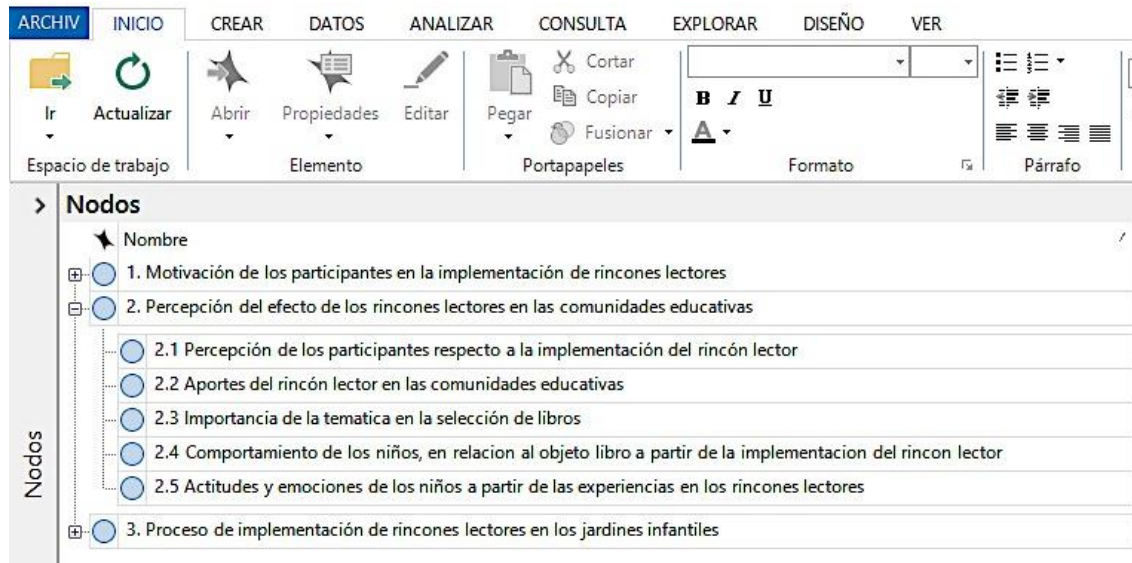 ARCHIV INICIO CREAR DATOS ANALIZAR CONSULTA EXPLORAR DISEÑO VER
Ir Actualizar Abrir Propiedades Editar Pegar Cortar
Copiar
Fusionar
B I U
A
Espacio de trabajo Elemento Portapapeles Formato Párrafo
Nodos
Nombre
1. Motivación de los participantes en la implementación de rincones lectores
2. Percepción del efecto de los rincones lectores en las comunidades educativas
2.1 Percepción de los participantes respecto a la implementación del rincón lector
2.2 Aportes del rincón lector en las comunidades educativas
2.3 Importancia de la tematica en la selección de libros
2.4 Comportamiento de los niños, en relacion al objeto libro a partir de la implementacion del rincon lector
2.5 Actitudes y emociones de los niños a partir de las experiencias en los rincones lectores
3. Proceso de implementación de rincones lectores en los jardines infantiles
Nodos